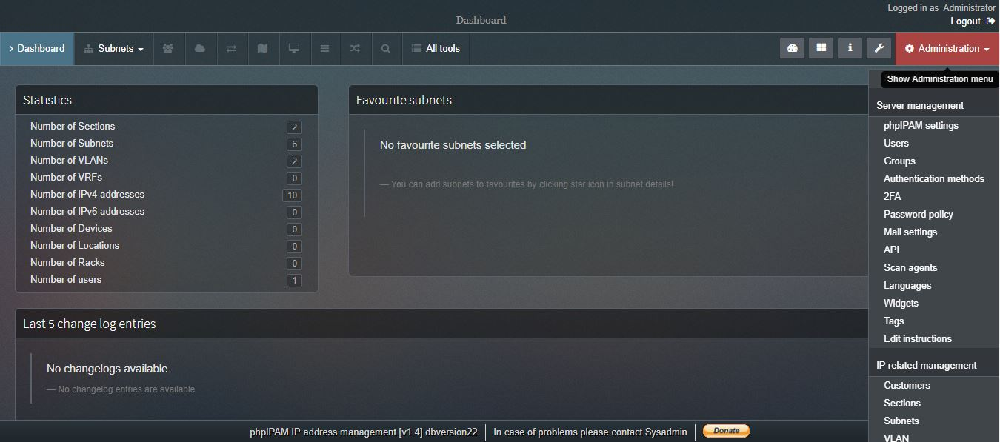 Dashboard
Logged in as Administrator
Logout
Dashboard
Subnets
All tools
Administration
Show Administration menu
Statistics
Number of Sections 2
Number of Subnets 6
Number of VLANs 2
Number of VRFs 0
Number of IPv4 addresses 10
Number of IPv6 addresses 0
Number of Devices 0
Number of Locations 0
Number of Racks 0
Number of users 1
Favourite subnets
No favourite subnets selected
— You can add subnets to favourites by clicking star icon in subnet details!
Last 5 change log entries
No changelogs available
— No changelog entries are available
Server management
phpIPAM settings
Users
Groups
Authentication methods
2FA
Password policy
Mail settings
API
Scan agents
Languages
Widgets
Tags
Edit instructions
IP related management
Customers
Sections
Subnets
VLAN
phpIPAM IP address management [v1.4] dbversion22
In case of problems please contact Sysadmin
Donate